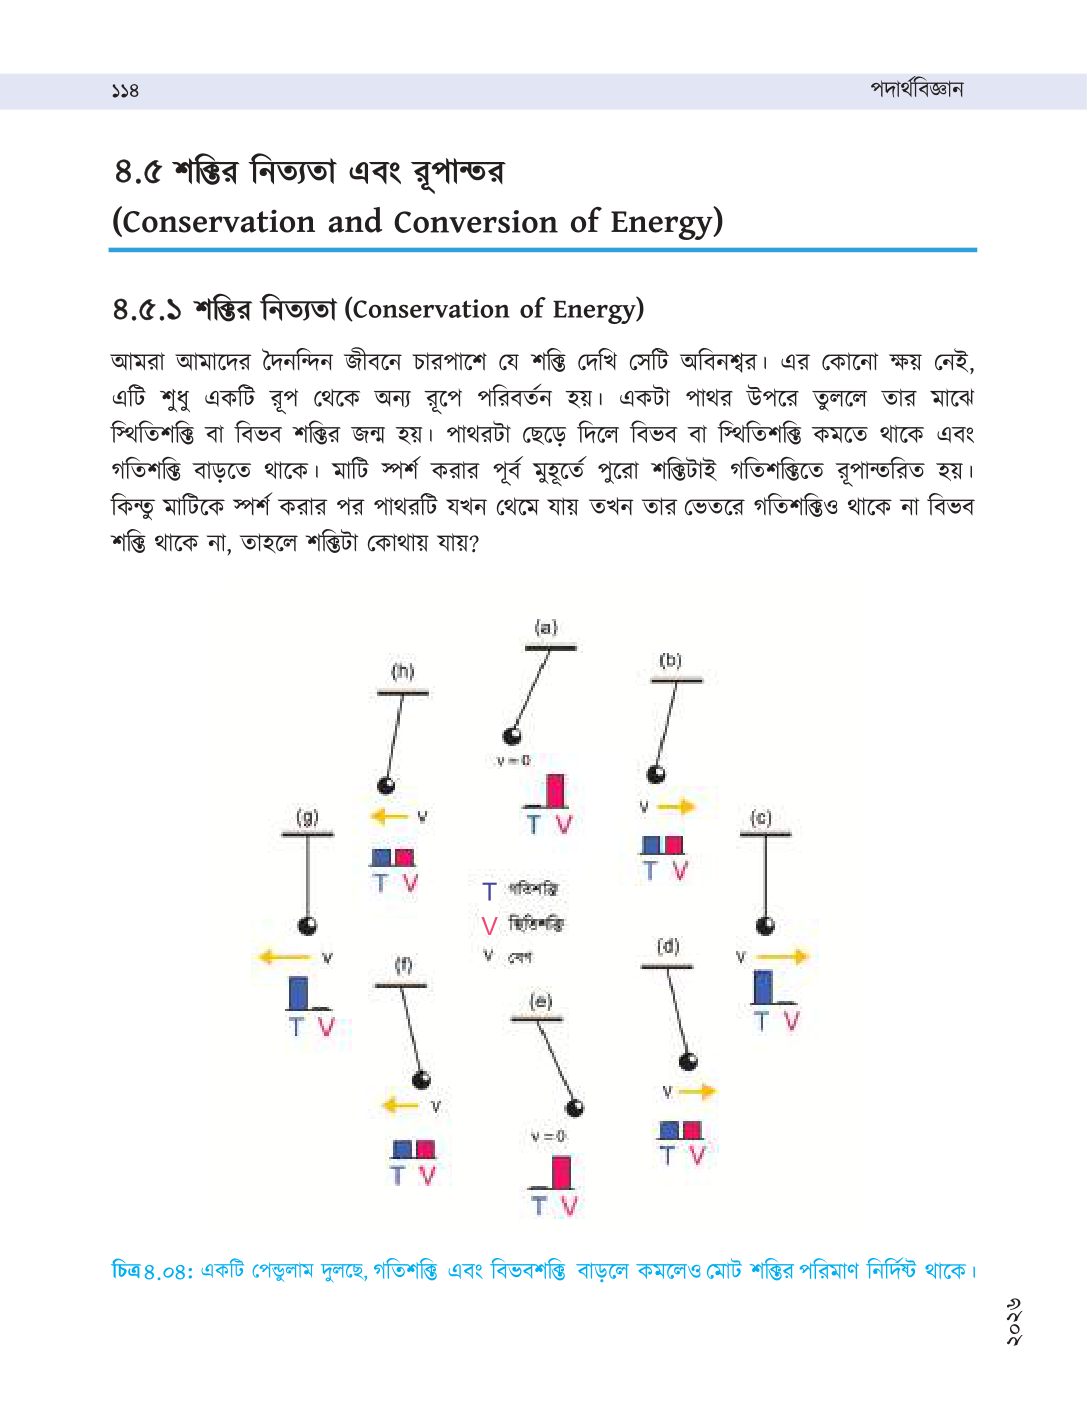 ১১৪ পদার্থবিজ্ঞান
৪.৫ শক্তির নিত্যতা এবং রূপান্তর
(Conservation and Conversion of Energy)
৪.৫.১ শক্তির নিত্যতা (Conservation of Energy)
আমরা আমাদের দৈনন্দিন জীবনে চারপাশে যে শক্তি দেখি সেটি অবিনশ্বর। এর কোনো ক্ষয় নেই,
এটি শুধু একটি রূপ থেকে অন্য রূপে পরিবর্তন হয়। একটা পাথর উপরে তুললে তার মাঝে
স্থিতিশক্তি বা বিভব শক্তির জন্ম হয়। পাথরটা ছেড়ে দিলে বিভব বা স্থিতিশক্তি কমতে থাকে এবং
গতিশক্তি বাড়তে থাকে। মাটি স্পর্শ করার পূর্ব মুহূর্তে পুরো শক্তিটাই গতিশক্তিতে রূপান্তরিত হয়।
কিন্তু মাটিকে স্পর্শ করার পর পাথরটি যখন থেমে যায় তখন তার ভেতরে গতিশক্তিও থাকে না বিভব
শক্তি থাকে না, তাহলে শক্তিটা কোথায় যায়?
(a)
v = 0
T V
(b)
v
T V
(c)
v
T V
(d)
v
T V
(e)
v = 0
T V
(f)
v
T V
(g)
v
T V
(h)
v
T V
T গতিশক্তি
V স্থিতিশক্তি
v বেগ
চিত্র ৪.০৪: একটি পেন্ডুলাম দুলছে, গতিশক্তি এবং বিভবশক্তি বাড়লে কমলেও মোট শক্তির পরিমাণ নির্দিষ্ট থাকে।
২০২৬